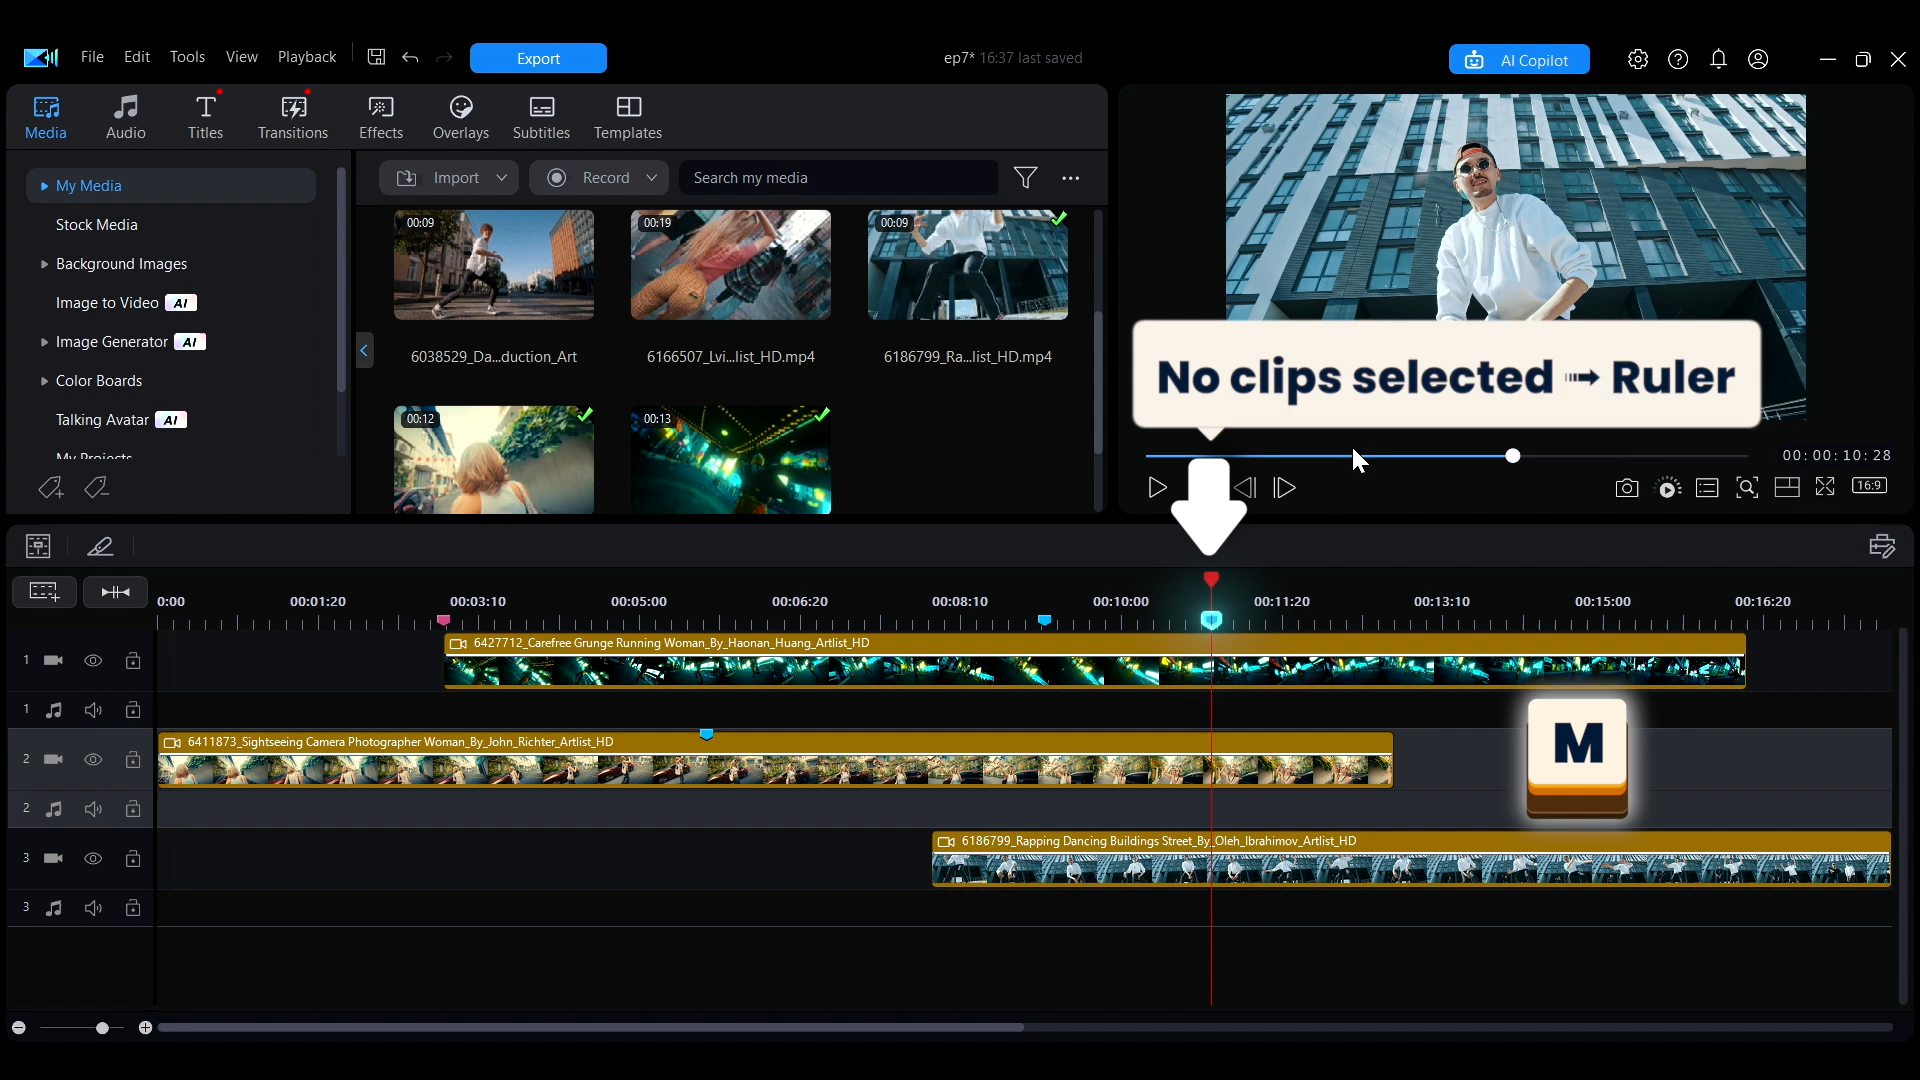 File Edit Tools View Playback
Export
ep7* 16:37 last saved
AI Copilot
Media Audio Titles Transitions Effects Overlays Subtitles Templates
My Media
Stock Media
Background Images
Image to Video AI
Image Generator AI
Color Boards
Talking Avatar AI
My Projects
Import Record Search my media
00:09 00:19 00:09
6038529_Da...duction_Art 6166507_Lvi...list_HD.mp4 6186799_Ra...list_HD.mp4
00:12 00:13
No clips selected ➟ Ruler
00:00:10:28
16:9
0:00 00:01:20 00:03:10 00:05:00 00:06:20 00:08:10 00:10:00 00:11:20 00:13:10 00:15:00 00:16:20
1 6427712_Carefree Grunge Running Woman_By_Haonan_Huang_Artlist_HD
1
2 6411873_Sightseeing Camera Photographer Woman_By_John_Richter_Artlist_HD
M
2
3 6186799_Rapping Dancing Buildings Street_By_Oleh_Ibrahimov_Artlist_HD
3